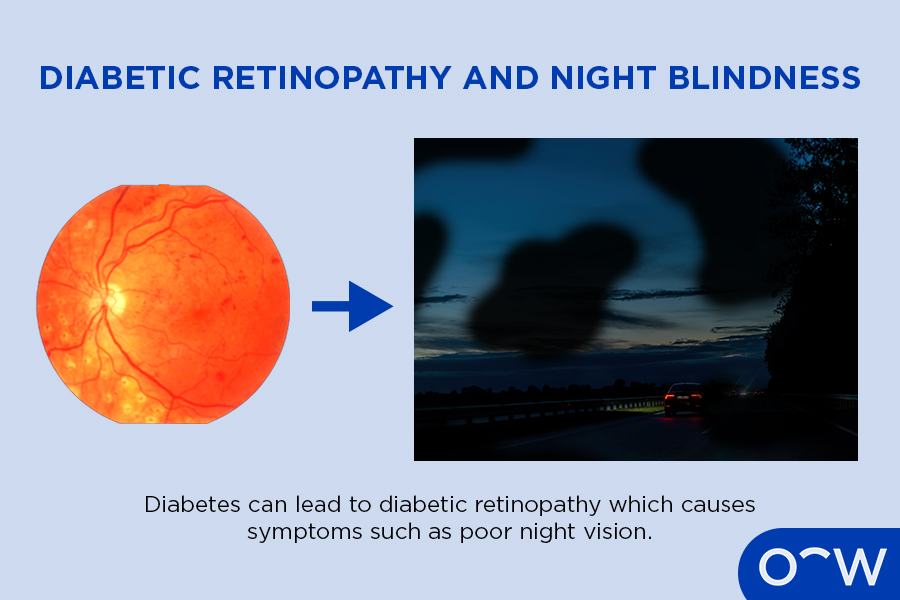 DIABETIC RETINOPATHY AND NIGHT BLINDNESS
Diabetes can lead to diabetic retinopathy which causes
symptoms such as poor night vision.